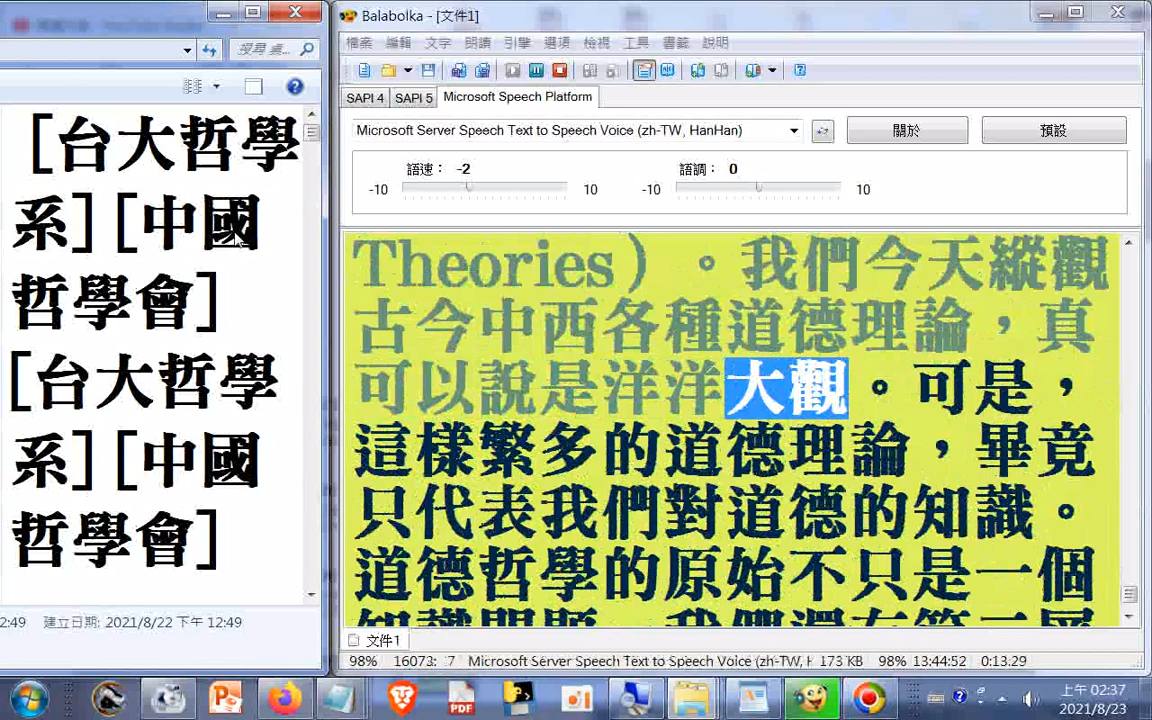 搜尋 桌...
[台大哲學
系] [中國
哲學會]
[台大哲學
系] [中國
哲學會]
2:49 建立日期: 2021/8/22 下午 12:49
Balabolka - [文件1]
檔案 編輯 文字 朗讀 引擎 選項 檢視 工具 書籤 說明
SAPI 4 SAPI 5 Microsoft Speech Platform
Microsoft Server Speech Text to Speech Voice (zh-TW, HanHan) 關於 預設
語速: -2 語調: 0
-10 10 -10 10
Theories）。我們今天縱觀
古今中西各種道德理論，真
可以說是洋洋大觀。可是，
這樣繁多的道德理論，畢竟
只代表我們對道德的知識。
道德哲學的原始不只是一個
文件1
98% 16073: 7 Microsoft Server Speech Text to Speech Voice (zh-TW, H 173 KB 98% 13:44:52 0:13.29
PDF
上午 02:37
2021/8/23